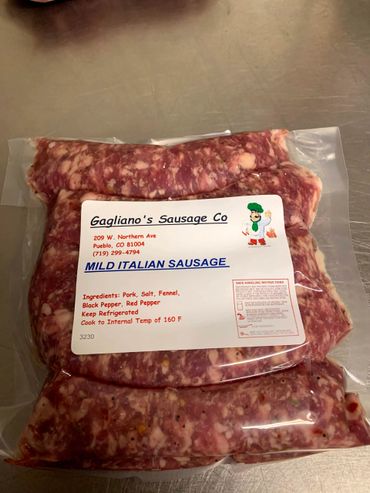 Gagliano's Sausage Co
209 W. Northern Ave
Pueblo, CO 81004
(719) 299-4794
MILD ITALIAN SAUSAGE
Ingredients: Pork, Salt, Fennel,
Black Pepper, Red Pepper
Keep Refrigerated
Cook to Internal Temp of 160 F
3230
SAFE HANDLING INSTRUCTIONS